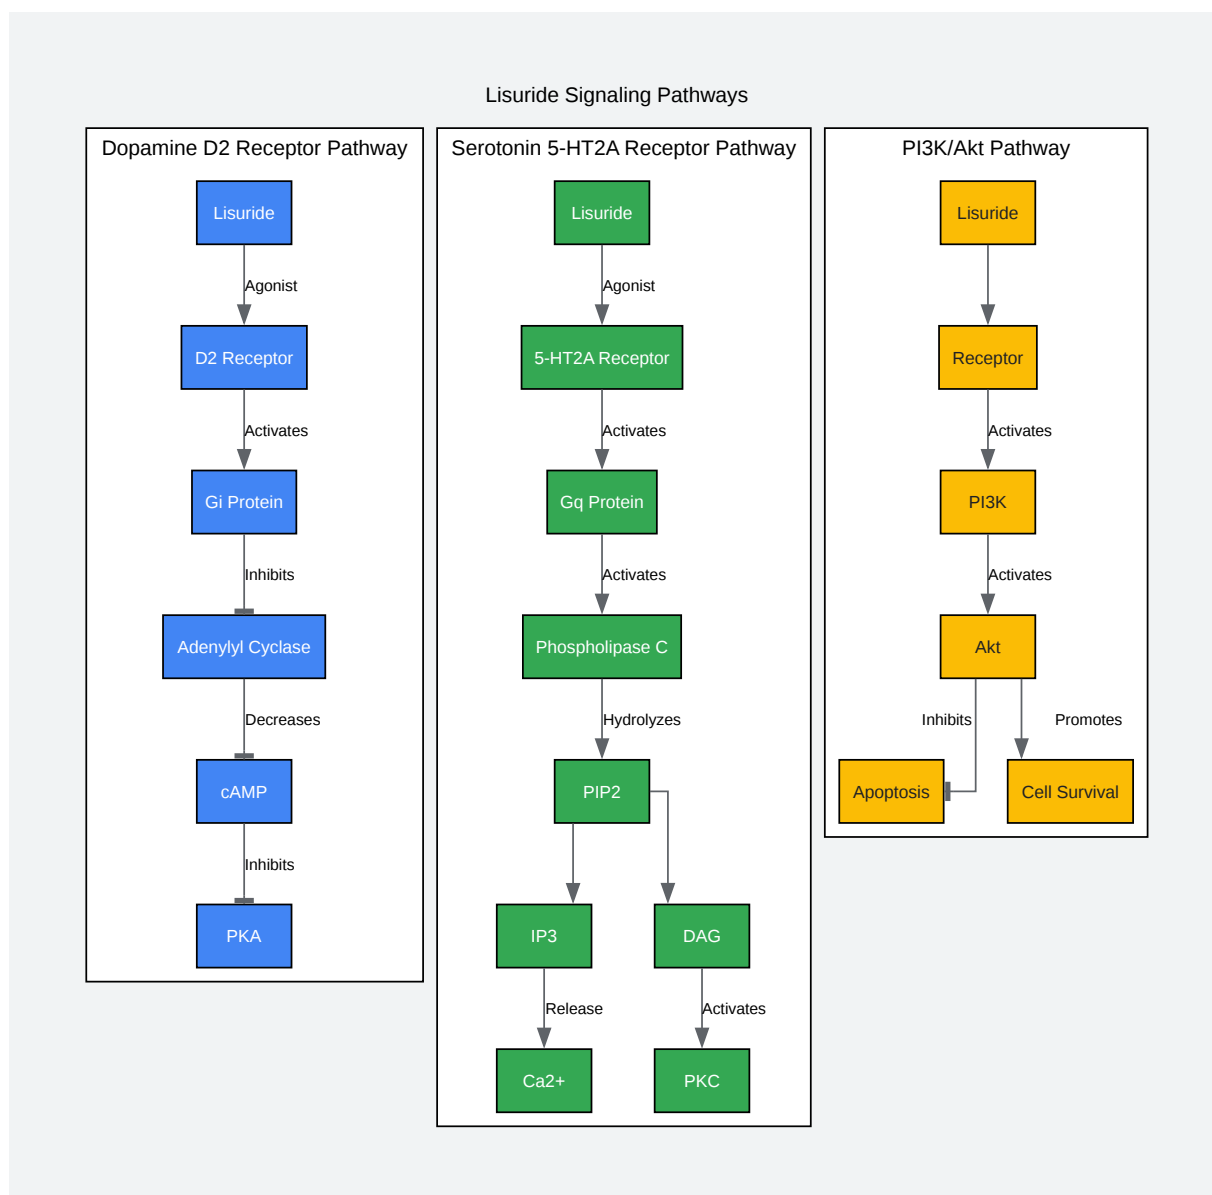 Lisuride Signaling Pathways
Dopamine D2 Receptor Pathway
Lisuride
Agonist
D2 Receptor
Activates
Gi Protein
Inhibits
Adenylyl Cyclase
Decreases
cAMP
Inhibits
PKA
Serotonin 5-HT2A Receptor Pathway
Lisuride
Agonist
5-HT2A Receptor
Activates
Gq Protein
Activates
Phospholipase C
Hydrolyzes
PIP2
IP3
DAG
Release
Activates
Ca2+
PKC
PI3K/Akt Pathway
Lisuride
Receptor
Activates
PI3K
Activates
Akt
Inhibits
Promotes
Apoptosis
Cell Survival